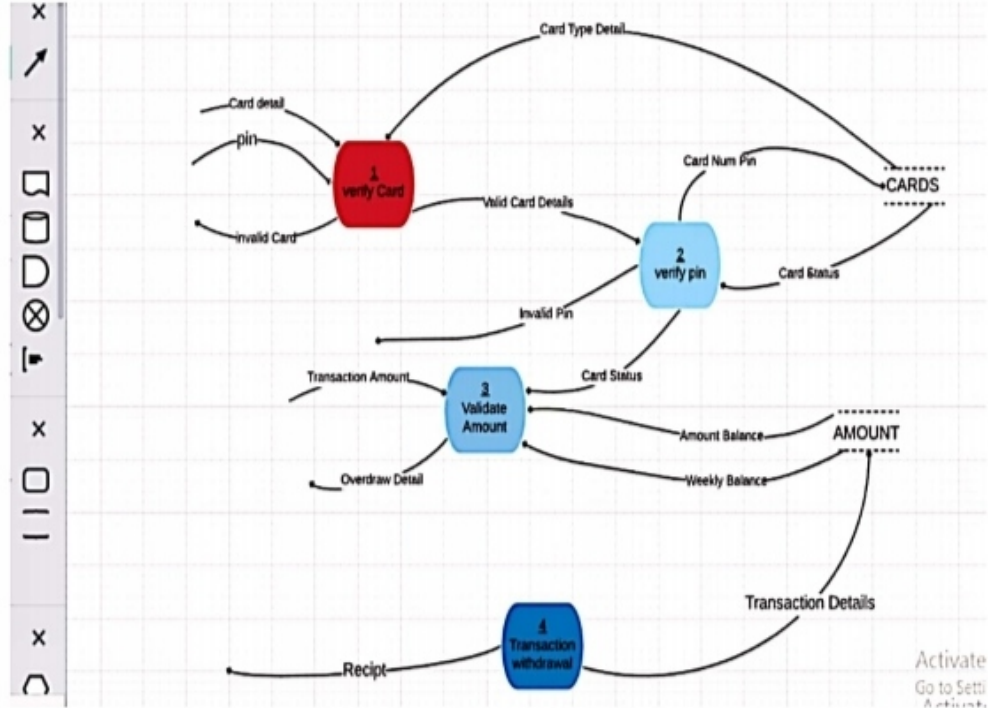 Card Type Detail
Card detail
pin
1
verify Card
Card Num Pin
CARDS
Valid Card Details
invalid Card
2
verify pin
Card Status
Invalid Pin
Transaction Amount
Card Status
3
Validate
Amount
Amount Balance
AMOUNT
Overdraw Detail
Weekly Balance
Transaction Details
4
Transaction
withdrawal
Recipt
Activate
Go to Setti
Activate